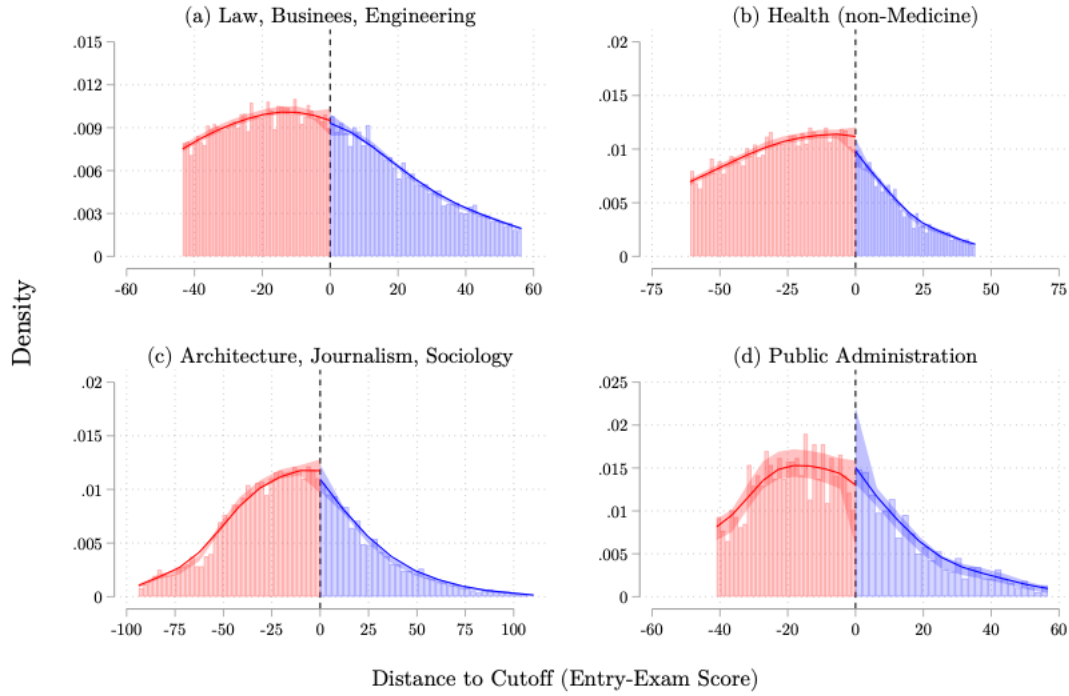 (a) Law, Businees, Engineering
.015
.012
.009
.006
.003
0
-60 -40 -20 0 20 40 60
(b) Health (non-Medicine)
.02
.015
.01
.005
0
-75 -50 -25 0 25 50 75
Density
(c) Architecture, Journalism, Sociology
.02
.015
.01
.005
0
-100 -75 -50 -25 0 25 50 75 100
(d) Public Administration
.025
.02
.015
.01
.005
0
-60 -40 -20 0 20 40 60
Distance to Cutoff (Entry-Exam Score)